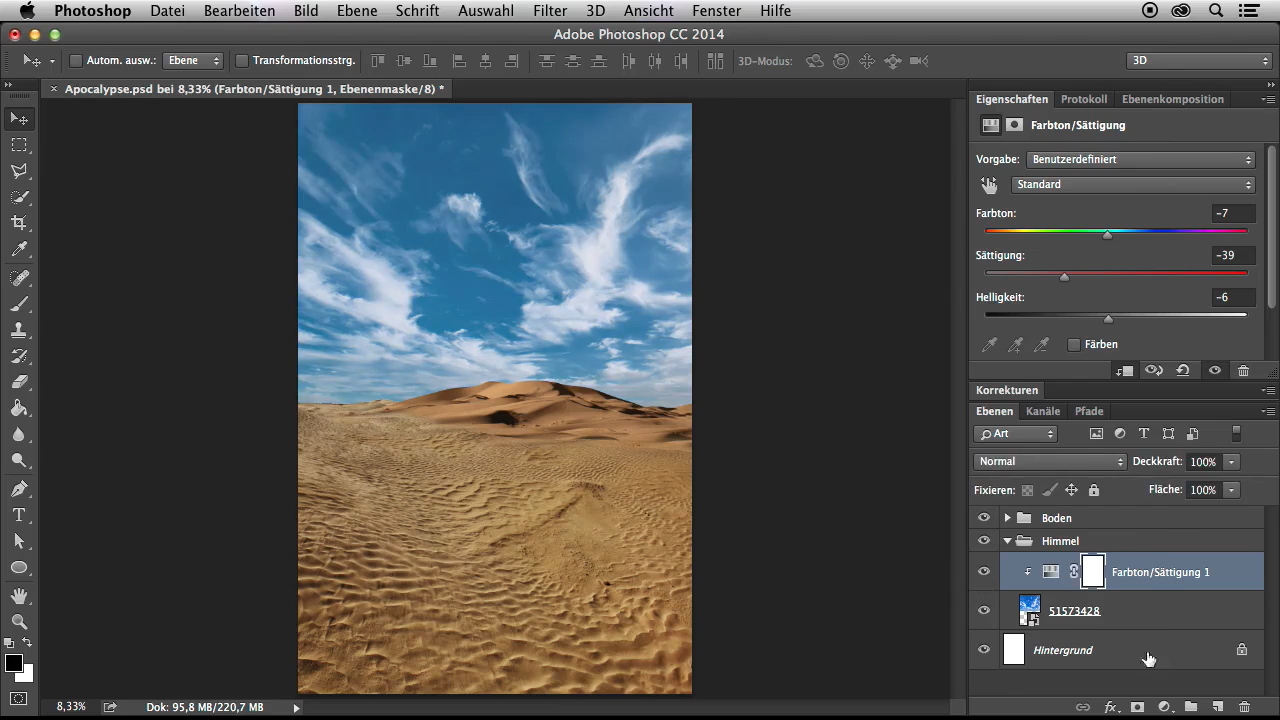 Photoshop Datei Bearbeiten Bild Ebene Schrift Auswahl Filter 3D Ansicht Fenster Hilfe
Adobe Photoshop CC 2014
Autom. ausw.: Ebene Transformationsstrg. 3D-Modus: 3D
× Apocalypse.psd bei 8,33% (Farbton/Sättigung 1, Ebenenmaske/8) *
Eigenschaften Protokoll Ebenenkomposition
Farbton/Sättigung
Vorgabe: Benutzerdefiniert
Standard
Farbton: -7
Sättigung: -39
Helligkeit: -6
Färben
Korrekturen
Ebenen Kanäle Pfade
Art
Normal Deckkraft: 100%
Fixieren: Fläche: 100%
Boden
Himmel
Farbton/Sättigung 1
51573428
Hintergrund
8,33% Dok: 95,8 MB/220,7 MB